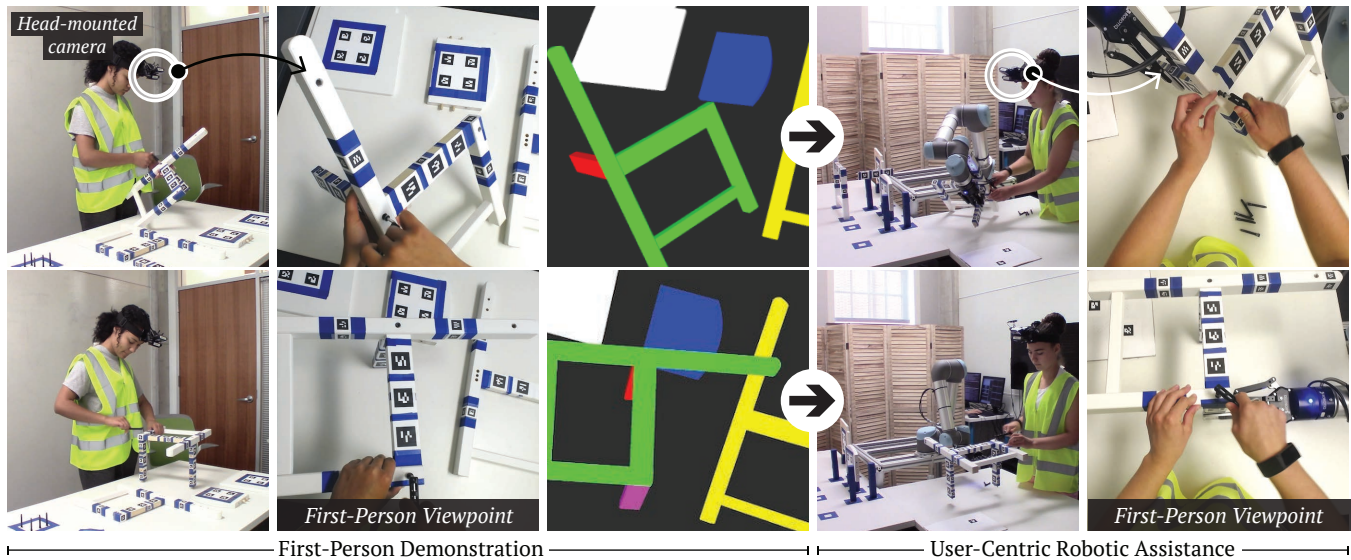 Head-mounted
camera
First-Person Viewpoint
First-Person Viewpoint
First-Person Demonstration
User-Centric Robotic Assistance